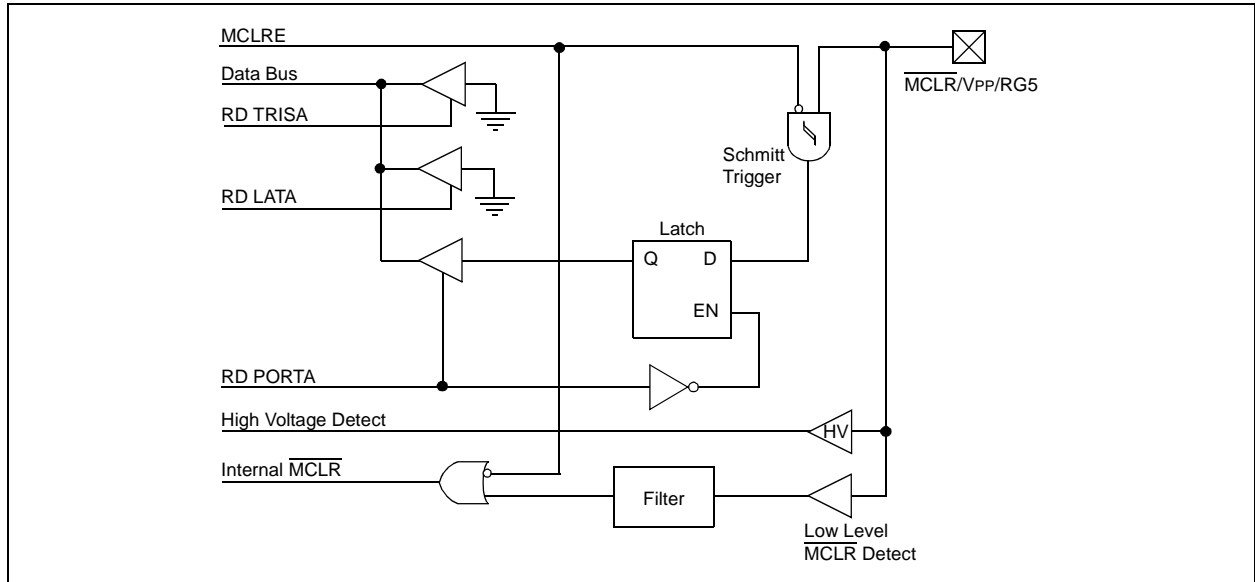 MCLRE
Data Bus
MCLR/VPP/RG5
RD TRISA
Schmitt
Trigger
RD LATA
Latch
Q D
EN
RD PORTA
High Voltage Detect
HV
Internal MCLR
Filter
Low Level
MCLR Detect